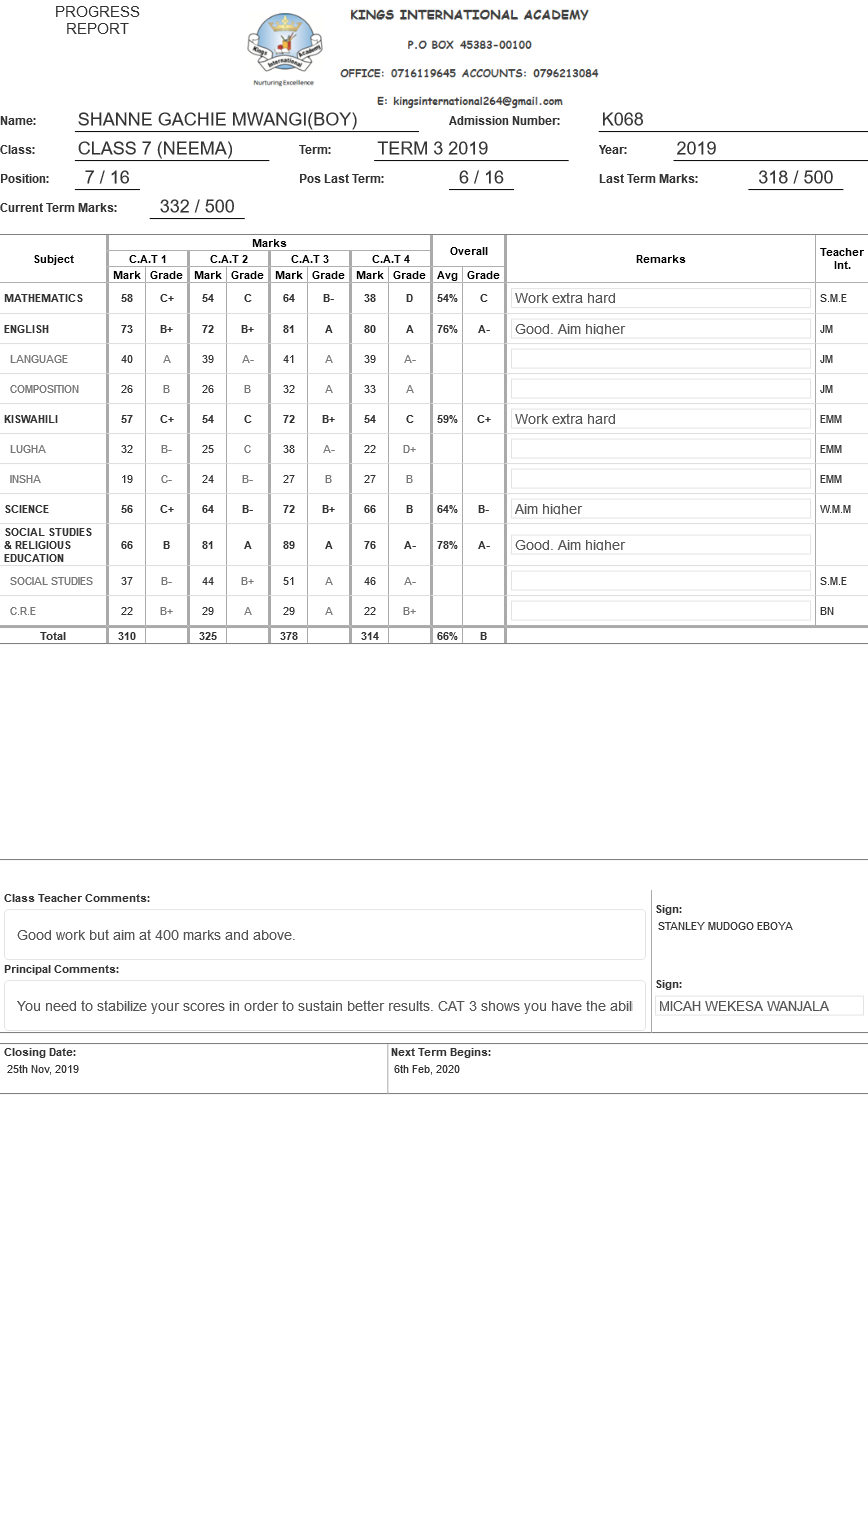 PROGRESS
REPORT
KINGS INTERNATIONAL ACADEMY
P.O BOX 45383-00100
OFFICE: 0716119645 ACCOUNTS: 0796213084
E: kingsinternational264@gmail.com
Kings Academy
International
Nurturing Excellence
Name: SHANNE GACHIE MWANGI(BOY) Admission Number: K068
Class: CLASS 7 (NEEMA) Term: TERM 3 2019 Year: 2019
Position: 7 / 16 Pos Last Term: 6 / 16 Last Term Marks: 318 / 500
Current Term Marks: 332 / 500
Subject Marks Overall Remarks Teacher Int.
C.A.T 1 C.A.T 2 C.A.T 3 C.A.T 4
Mark Grade Mark Grade Mark Grade Mark Grade Avg Grade
MATHEMATICS 58 C+ 54 C 64 B- 38 D 54% C Work extra hard S.M.E
ENGLISH 73 B+ 72 B+ 81 A 80 A 76% A- Good. Aim higher JM
LANGUAGE 40 A 39 A- 41 A 39 A- JM
COMPOSITION 26 B 26 B 32 A 33 A JM
KISWAHILI 57 C+ 54 C 72 B+ 54 C 59% C+ Work extra hard EMM
LUGHA 32 B- 25 C 38 A- 22 D+ EMM
INSHA 19 C- 24 B- 27 B 27 B EMM
SCIENCE 56 C+ 64 B- 72 B+ 66 B 64% B- Aim higher W.M.M
SOCIAL STUDIES
& RELIGIOUS
EDUCATION 66 B 81 A 89 A 76 A- 78% A- Good. Aim higher
SOCIAL STUDIES 37 B- 44 B+ 51 A 46 A- S.M.E
C.R.E 22 B+ 29 A 29 A 22 B+ BN
Total 310 325 378 314 66% B
Class Teacher Comments:
Good work but aim at 400 marks and above.
Sign:
STANLEY MUDOGO EBOYA
Principal Comments:
You need to stabilize your scores in order to sustain better results. CAT 3 shows you have the abil
Sign:
MICAH WEKESA WANJALA
Closing Date:
25th Nov, 2019
Next Term Begins:
6th Feb, 2020